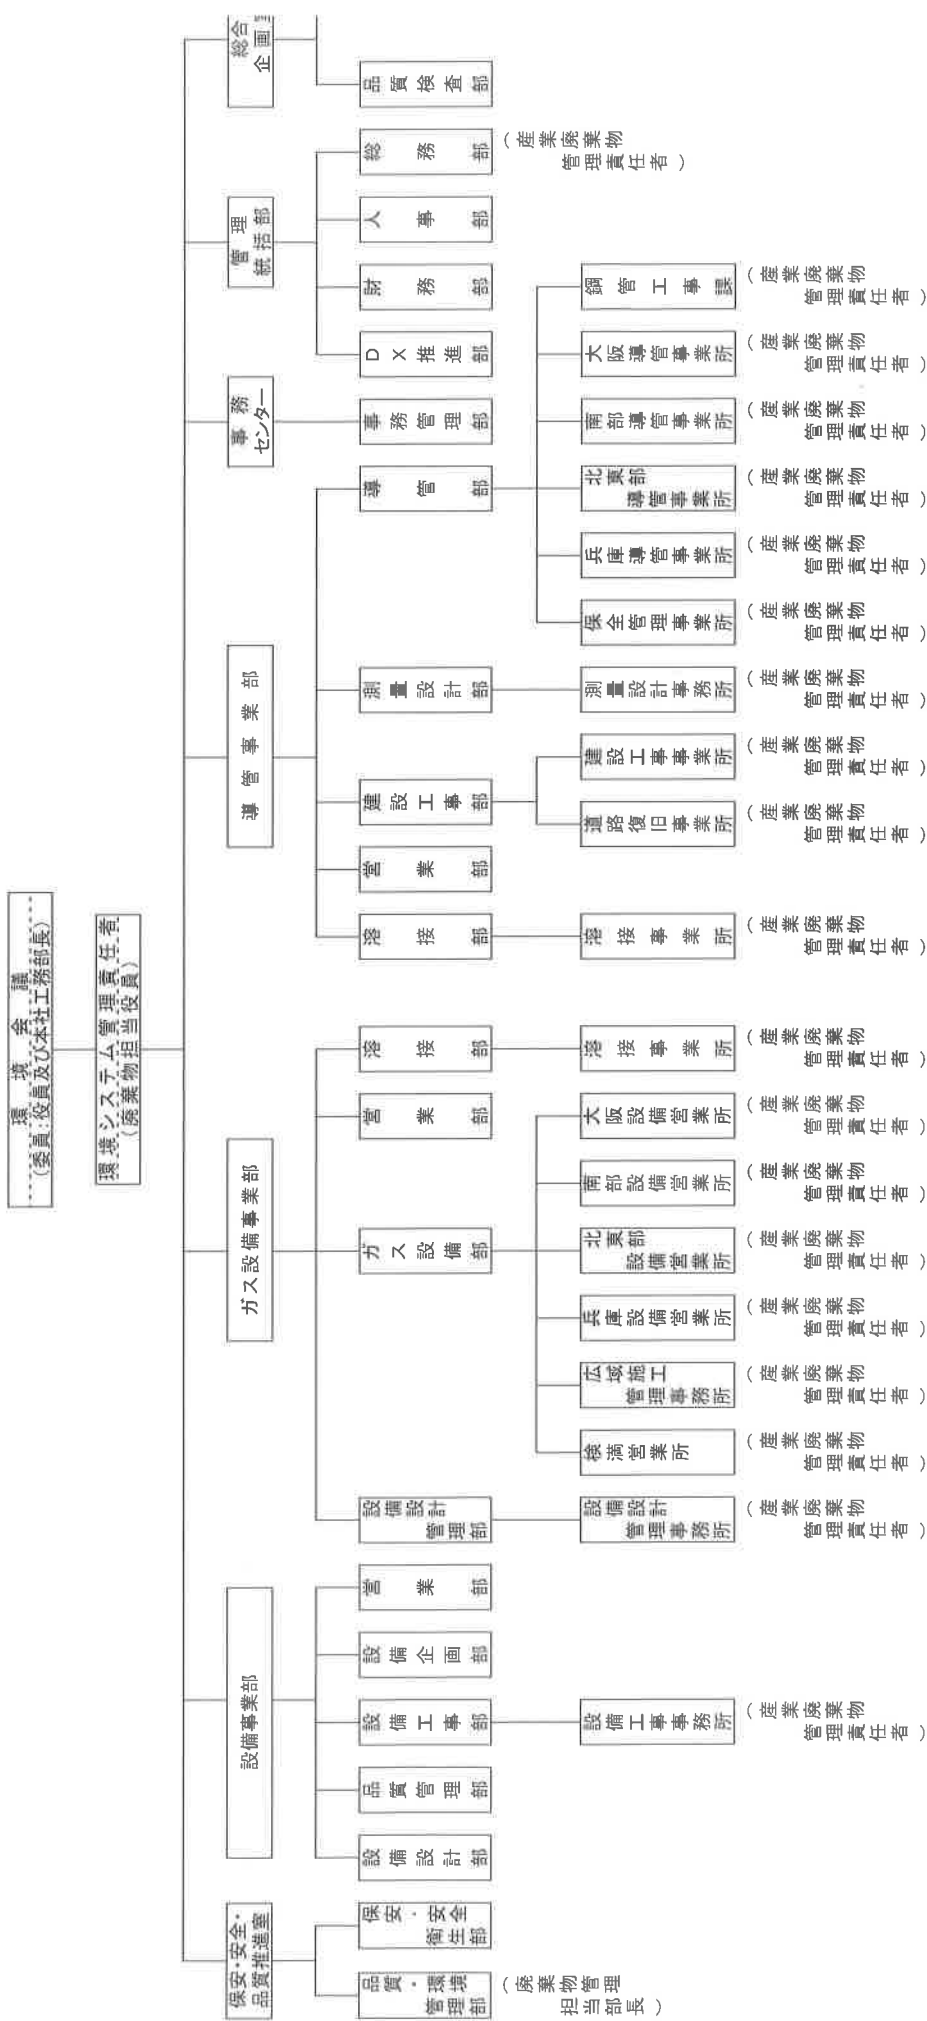 環境会議
(委員:役員及び本社工務部長)
環境システム管理責任者
(廃棄物担当役員)
保安・安全・
品質推進室
品質・環境
管理部
(廃棄物管理
担当部長)
保安・安全
衛生部
設備事業部
設備設計部
品質管理部
設備工事部
設備工事事務所
(産業廃棄物
管理責任者)
設備企画部
営業部
ガス設備事業部
設備設計
管理部
設備設計
管理事務所
(産業廃棄物
管理責任者)
ガス設備部
検満営業所
(産業廃棄物
管理責任者)
広域施工
管理事務所
(産業廃棄物
管理責任者)
兵庫設備営業所
(産業廃棄物
管理責任者)
北東部
設備営業所
(産業廃棄物
管理責任者)
南部設備営業所
(産業廃棄物
管理責任者)
大阪設備営業所
(産業廃棄物
管理責任者)
営業部
溶接部
溶接事業所
(産業廃棄物
管理責任者)
導管事業部
溶接部
溶接事業所
(産業廃棄物
管理責任者)
営業部
建設工事部
道路復旧事業所
(産業廃棄物
管理責任者)
建設工事事業所
(産業廃棄物
管理責任者)
測量設計部
測量設計事務所
(産業廃棄物
管理責任者)
導管部
保全管理事業所
(産業廃棄物
管理責任者)
兵庫導管事業所
(産業廃棄物
管理責任者)
北東部
導管事業所
(産業廃棄物
管理責任者)
南部導管事業所
(産業廃棄物
管理責任者)
大阪導管事業所
(産業廃棄物
管理責任者)
鋼管工事課
(産業廃棄物
管理責任者)
事務
センター
事務管理部
管理
統括部
DX推進部
財務部
人事部
総務部
(産業廃棄物
管理責任者)
総合
企画
品質検査部